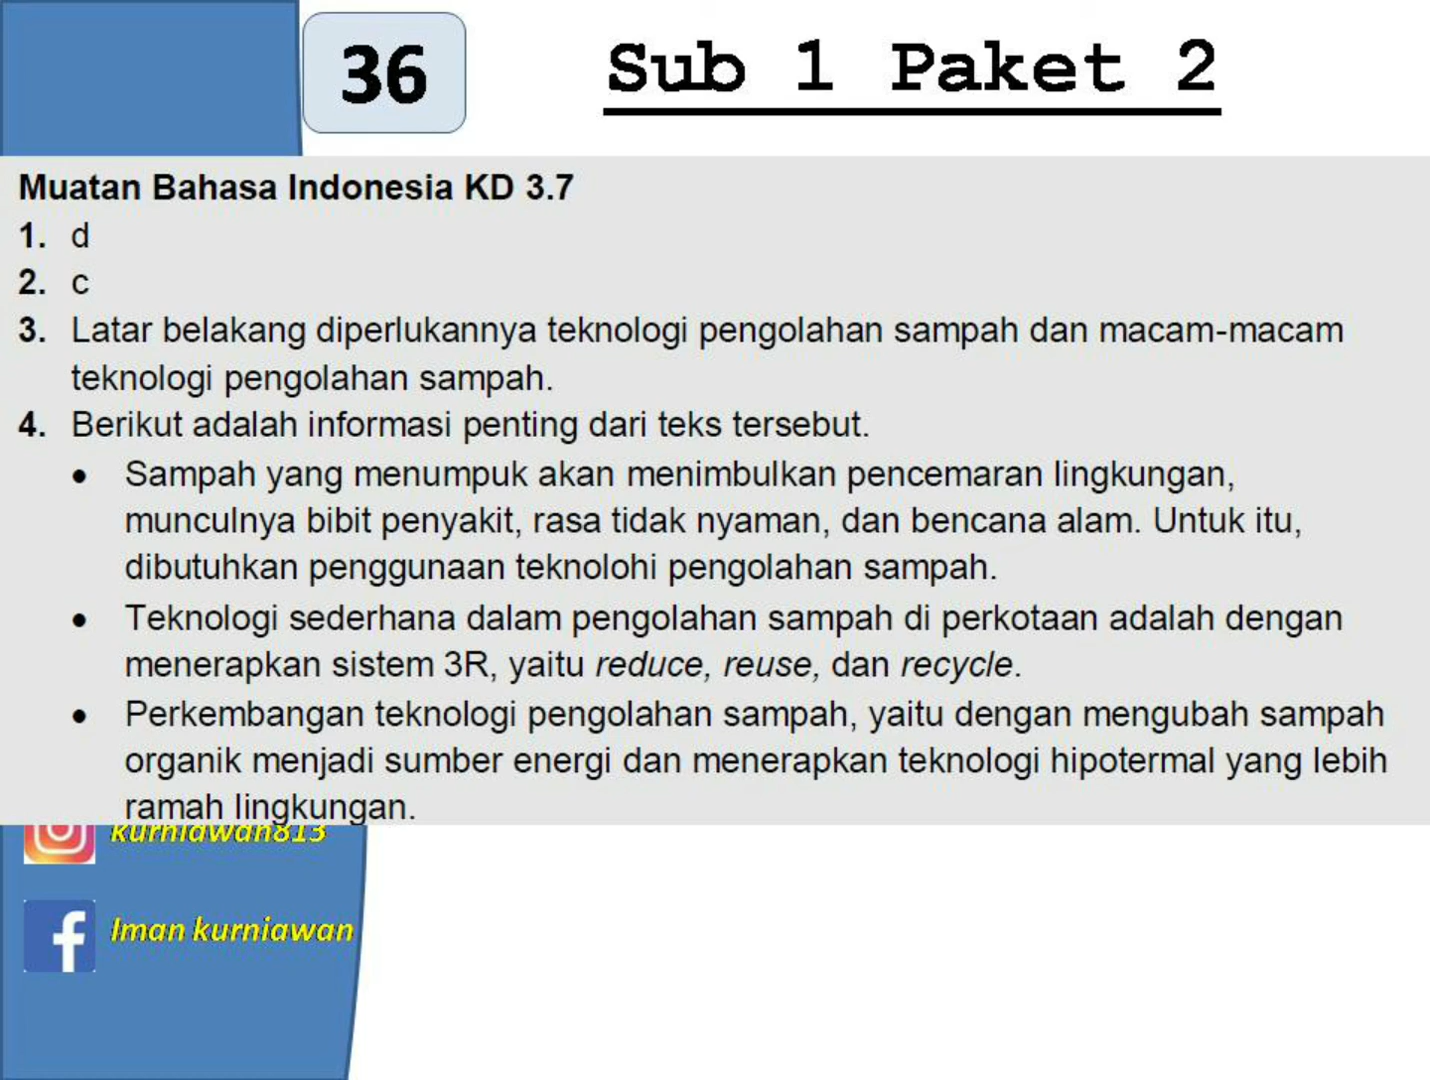 36
Sub 1 Paket 2
Muatan Bahasa Indonesia KD 3.7
1. d
2. c
3. Latar belakang diperlukannya teknologi pengolahan sampah dan macam-macam
teknologi pengolahan sampah.
4. Berikut adalah informasi penting dari teks tersebut.
• Sampah yang menumpuk akan menimbulkan pencemaran lingkungan,
munculnya bibit penyakit, rasa tidak nyaman, dan bencana alam. Untuk itu,
dibutuhkan penggunaan teknolohi pengolahan sampah.
• Teknologi sederhana dalam pengolahan sampah di perkotaan adalah dengan
menerapkan sistem 3R, yaitu reduce, reuse, dan recycle.
• Perkembangan teknologi pengolahan sampah, yaitu dengan mengubah sampah
organik menjadi sumber energi dan menerapkan teknologi hipotermal yang lebih
ramah lingkungan.
kurniawan813
Iman kurniawan